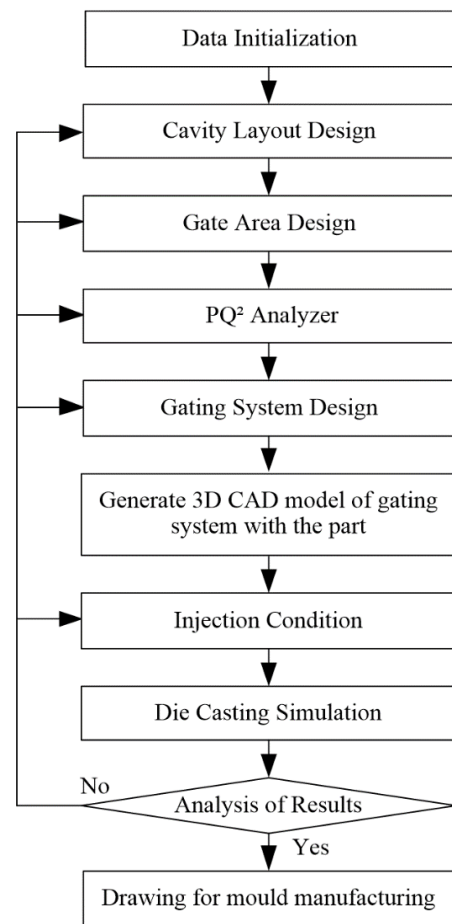 Data Initialization
Cavity Layout Design
Gate Area Design
PQ² Analyzer
Gating System Design
Generate 3D CAD model of gating
system with the part
Injection Condition
Die Casting Simulation
No
Analysis of Results
Yes
Drawing for mould manufacturing